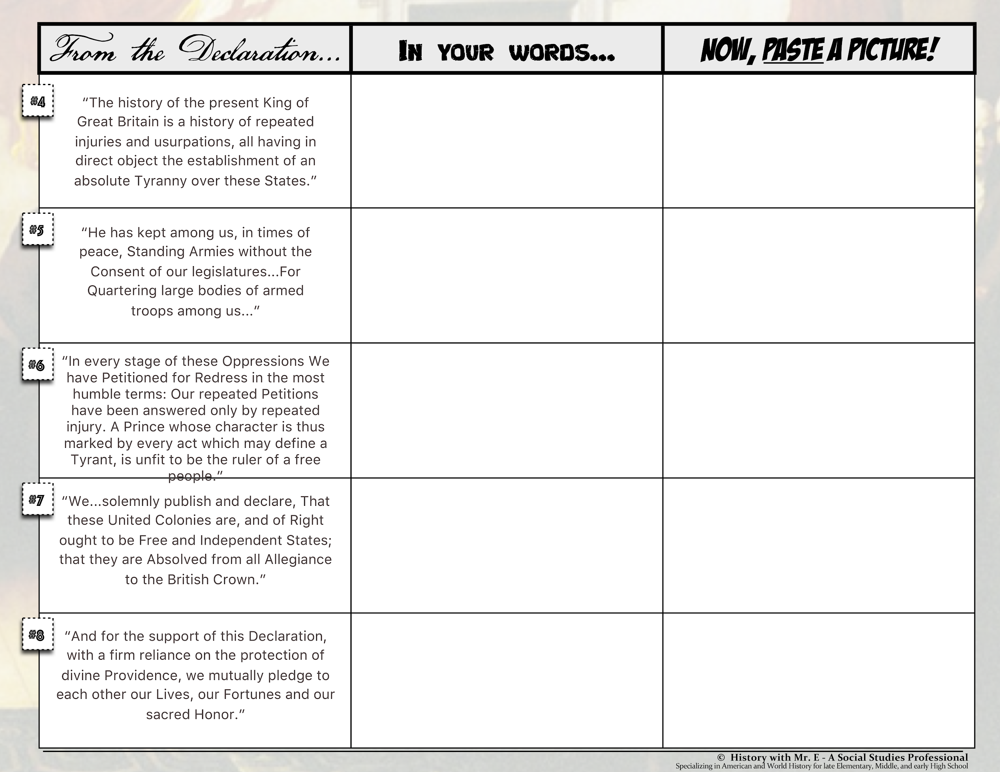 From the Declaration...
In your words...
NOW, PASTE A PICTURE!
#4
“The history of the present King of
Great Britain is a history of repeated
injuries and usurpations, all having in
direct object the establishment of an
absolute Tyranny over these States.”
#5
“He has kept among us, in times of
peace, Standing Armies without the
Consent of our legislatures...For
Quartering large bodies of armed
troops among us...”
#6
“In every stage of these Oppressions We
have Petitioned for Redress in the most
humble terms: Our repeated Petitions
have been answered only by repeated
injury. A Prince whose character is thus
marked by every act which may define a
Tyrant, is unfit to be the ruler of a free
people.”
#7
“We...solemnly publish and declare, That
these United Colonies are, and of Right
ought to be Free and Independent States;
that they are Absolved from all Allegiance
to the British Crown.”
#8
“And for the support of this Declaration,
with a firm reliance on the protection of
divine Providence, we mutually pledge to
each other our Lives, our Fortunes and our
sacred Honor.”
© History with Mr. E - A Social Studies Professional
Specializing in American and World History for late Elementary, Middle, and early High School